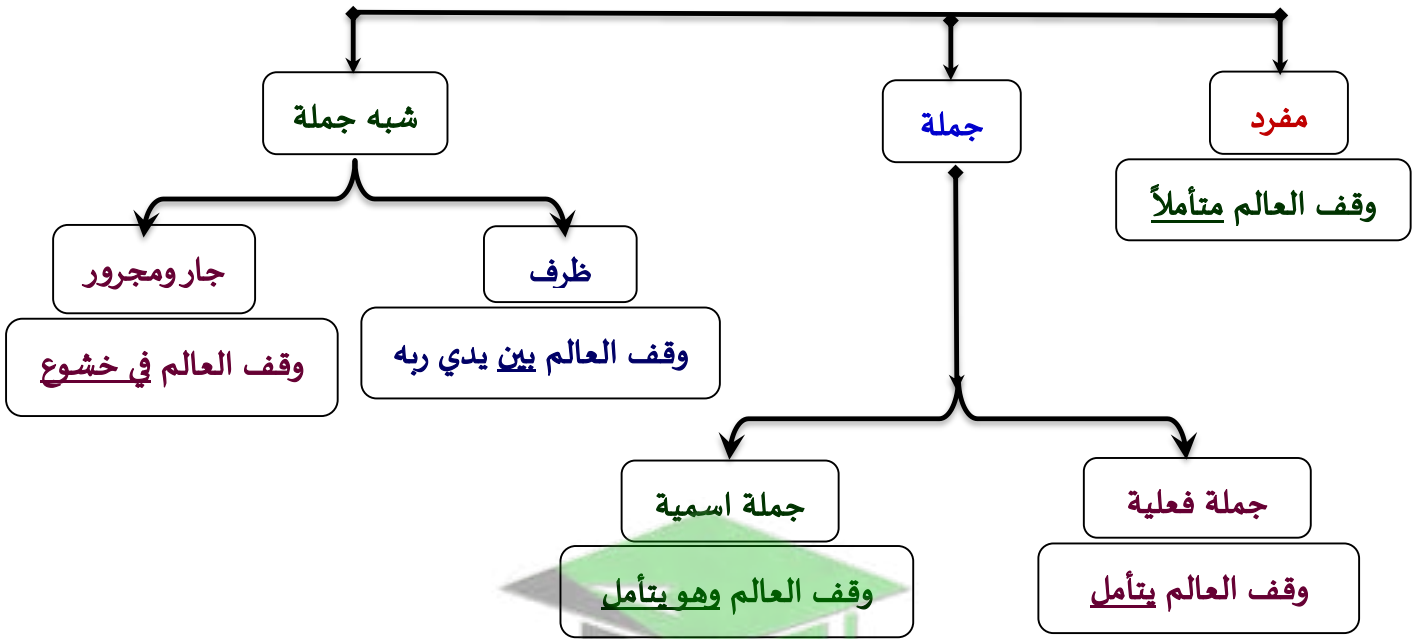 مفرد
وقف العالم متأملاً
جملة
جملة فعلية
وقف العالم يتأمل
جملة اسمية
وقف العالم وهو يتأمل
شبه جملة
ظرف
وقف العالم بين يدي ربه
جار ومجرور
وقف العالم في خشوع